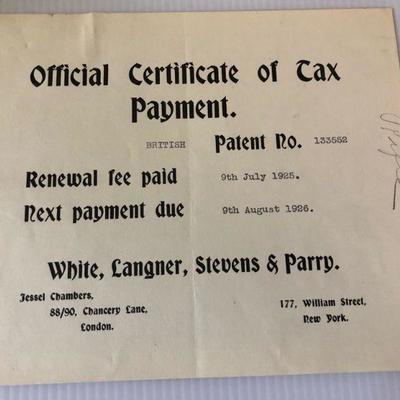 Official Certificate of Tax
Payment.
BRITISH Patent No. 133552
Renewal fee paid 9th July 1925.
Next payment due 9th August 1926.
White, Langner, Stevens & Parry.
Jessel Chambers,
88/90, Chancery Lane,
London.
177, William Street,
New York.